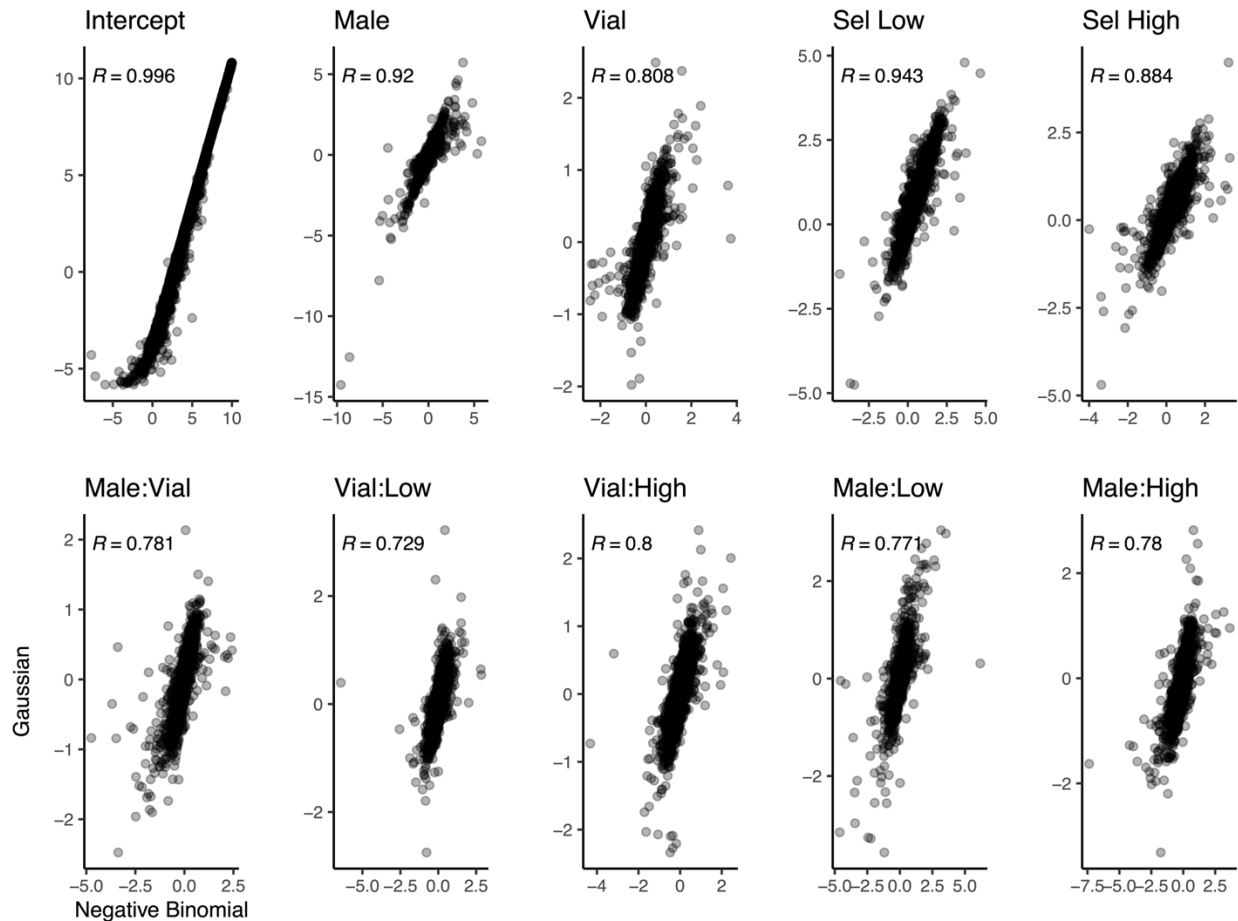 Intercept
Male
Vial
Sel Low
Sel High
R = 0.996
R = 0.92
R = 0.808
R = 0.943
R = 0.884
10
5
0
−5
−5 0 5 10
5
0
−5
−10
−15
−10 −5 0 5
2
1
0
−1
−2
−2 0 2 4
5.0
2.5
0.0
−2.5
−5.0
−2.5 0.0 2.5 5.0
5.0
2.5
0.0
−2.5
−5.0
−4 −2 0 2
Male:Vial
Vial:Low
Vial:High
Male:Low
Male:High
R = 0.781
R = 0.729
R = 0.8
R = 0.771
R = 0.78
2
1
0
−1
−2
−5.0 −2.5 0.0 2.5
2
0
−2
−6 −3 0 3
2
1
0
−1
−2
−4 −2 0 2
2
0
−2
−5.0 −2.5 0.0 2.5 5.0
2
0
−2
−7.5 −5.0 −2.5 0.0 2.5
Gaussian
Negative Binomial